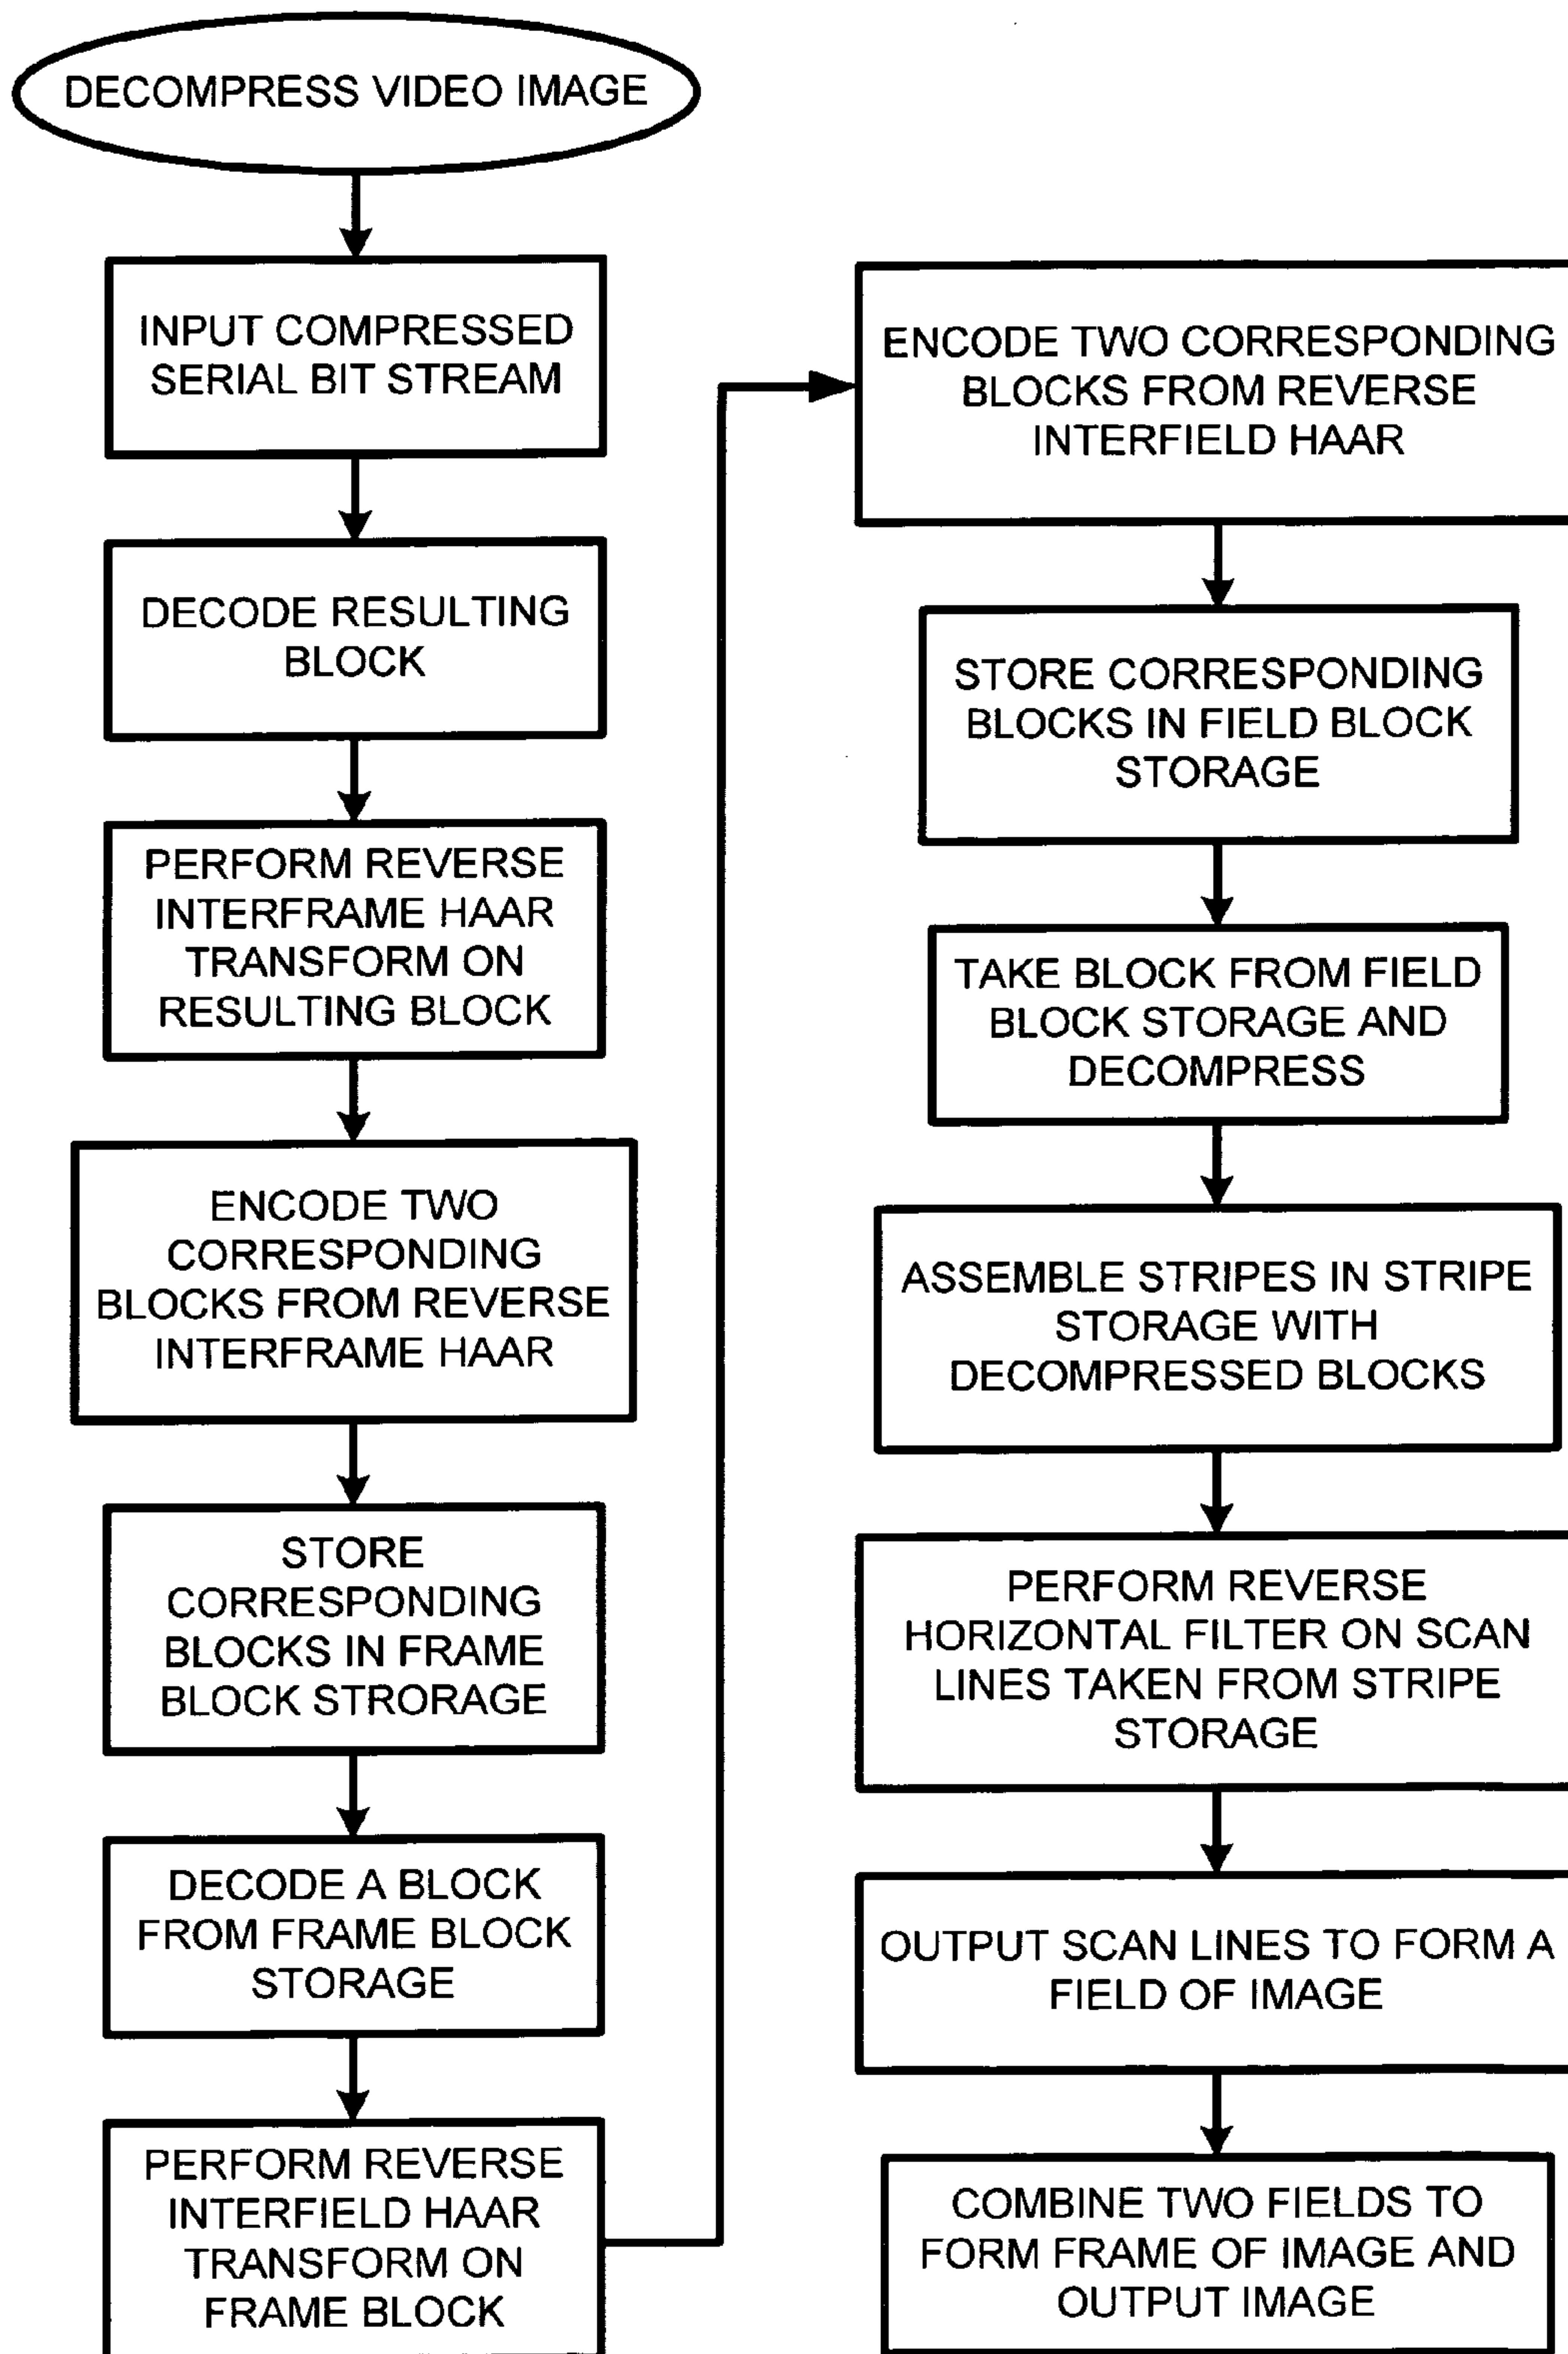 DECOMPRESS VIDEO IMAGE
INPUT COMPRESSED
SERIAL BIT STREAM
DECODE RESULTING
BLOCK
PERFORM REVERSE
INTERFRAME HAAR
TRANSFORM ON
RESULTING BLOCK
ENCODE TWO
CORRESPONDING
BLOCKS FROM REVERSE
INTERFRAME HAAR
STORE
CORRESPONDING
BLOCKS IN FRAME
BLOCK STRORAGE
DECODE A BLOCK
FROM FRAME BLOCK
STORAGE
PERFORM REVERSE
INTERFIELD HAAR
TRANSFORM ON
FRAME BLOCK
ENCODE TWO CORRESPONDING
BLOCKS FROM REVERSE
INTERFIELD HAAR
STORE CORRESPONDING
BLOCKS IN FIELD BLOCK
STORAGE
TAKE BLOCK FROM FIELD
BLOCK STORAGE AND
DECOMPRESS
ASSEMBLE STRIPES IN STRIPE
STORAGE WITH
DECOMPRESSED BLOCKS
PERFORM REVERSE
HORIZONTAL FILTER ON SCAN
LINES TAKEN FROM STRIPE
STORAGE
OUTPUT SCAN LINES TO FORM A
FIELD OF IMAGE
COMBINE TWO FIELDS TO
FORM FRAME OF IMAGE AND
OUTPUT IMAGE